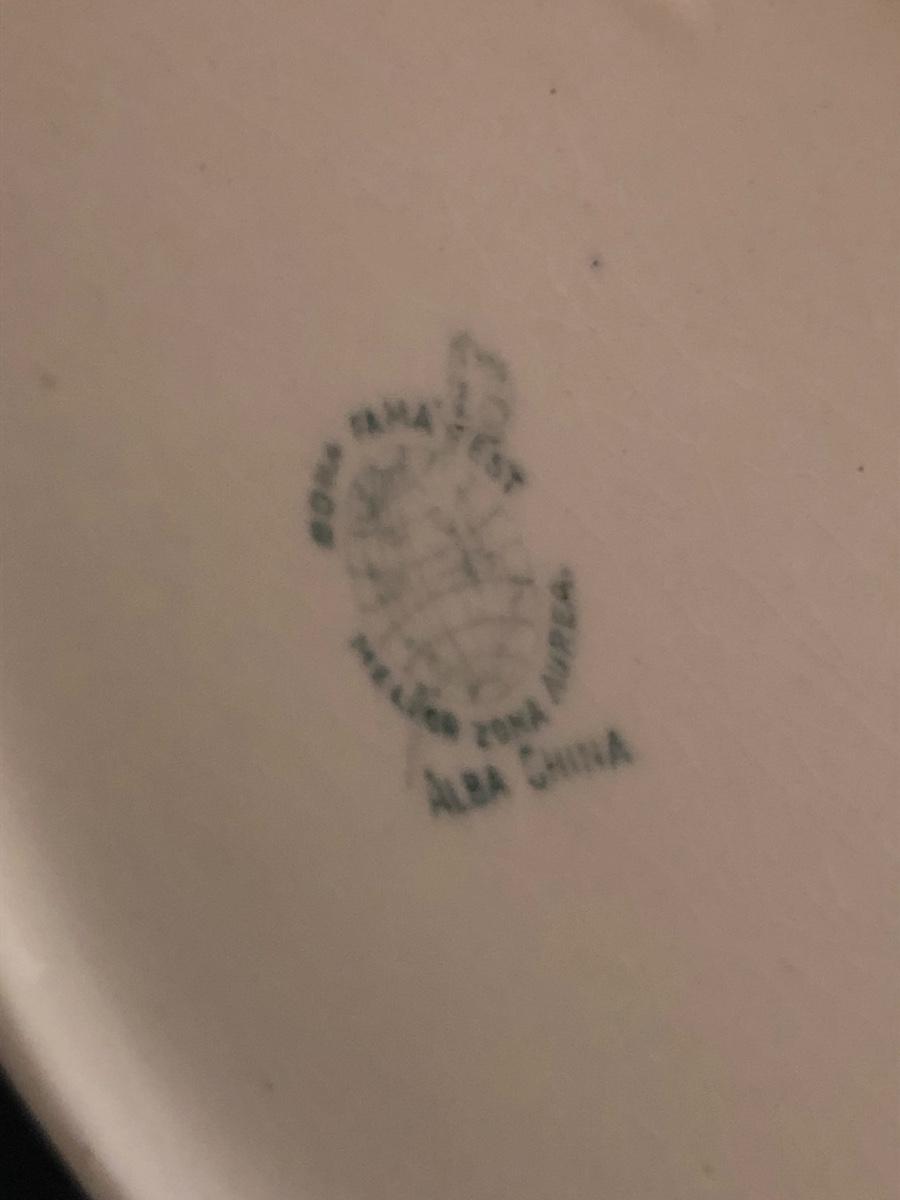 BONA FAMA EST
MELIOR ZONA AUREA.
ALBA CHINA